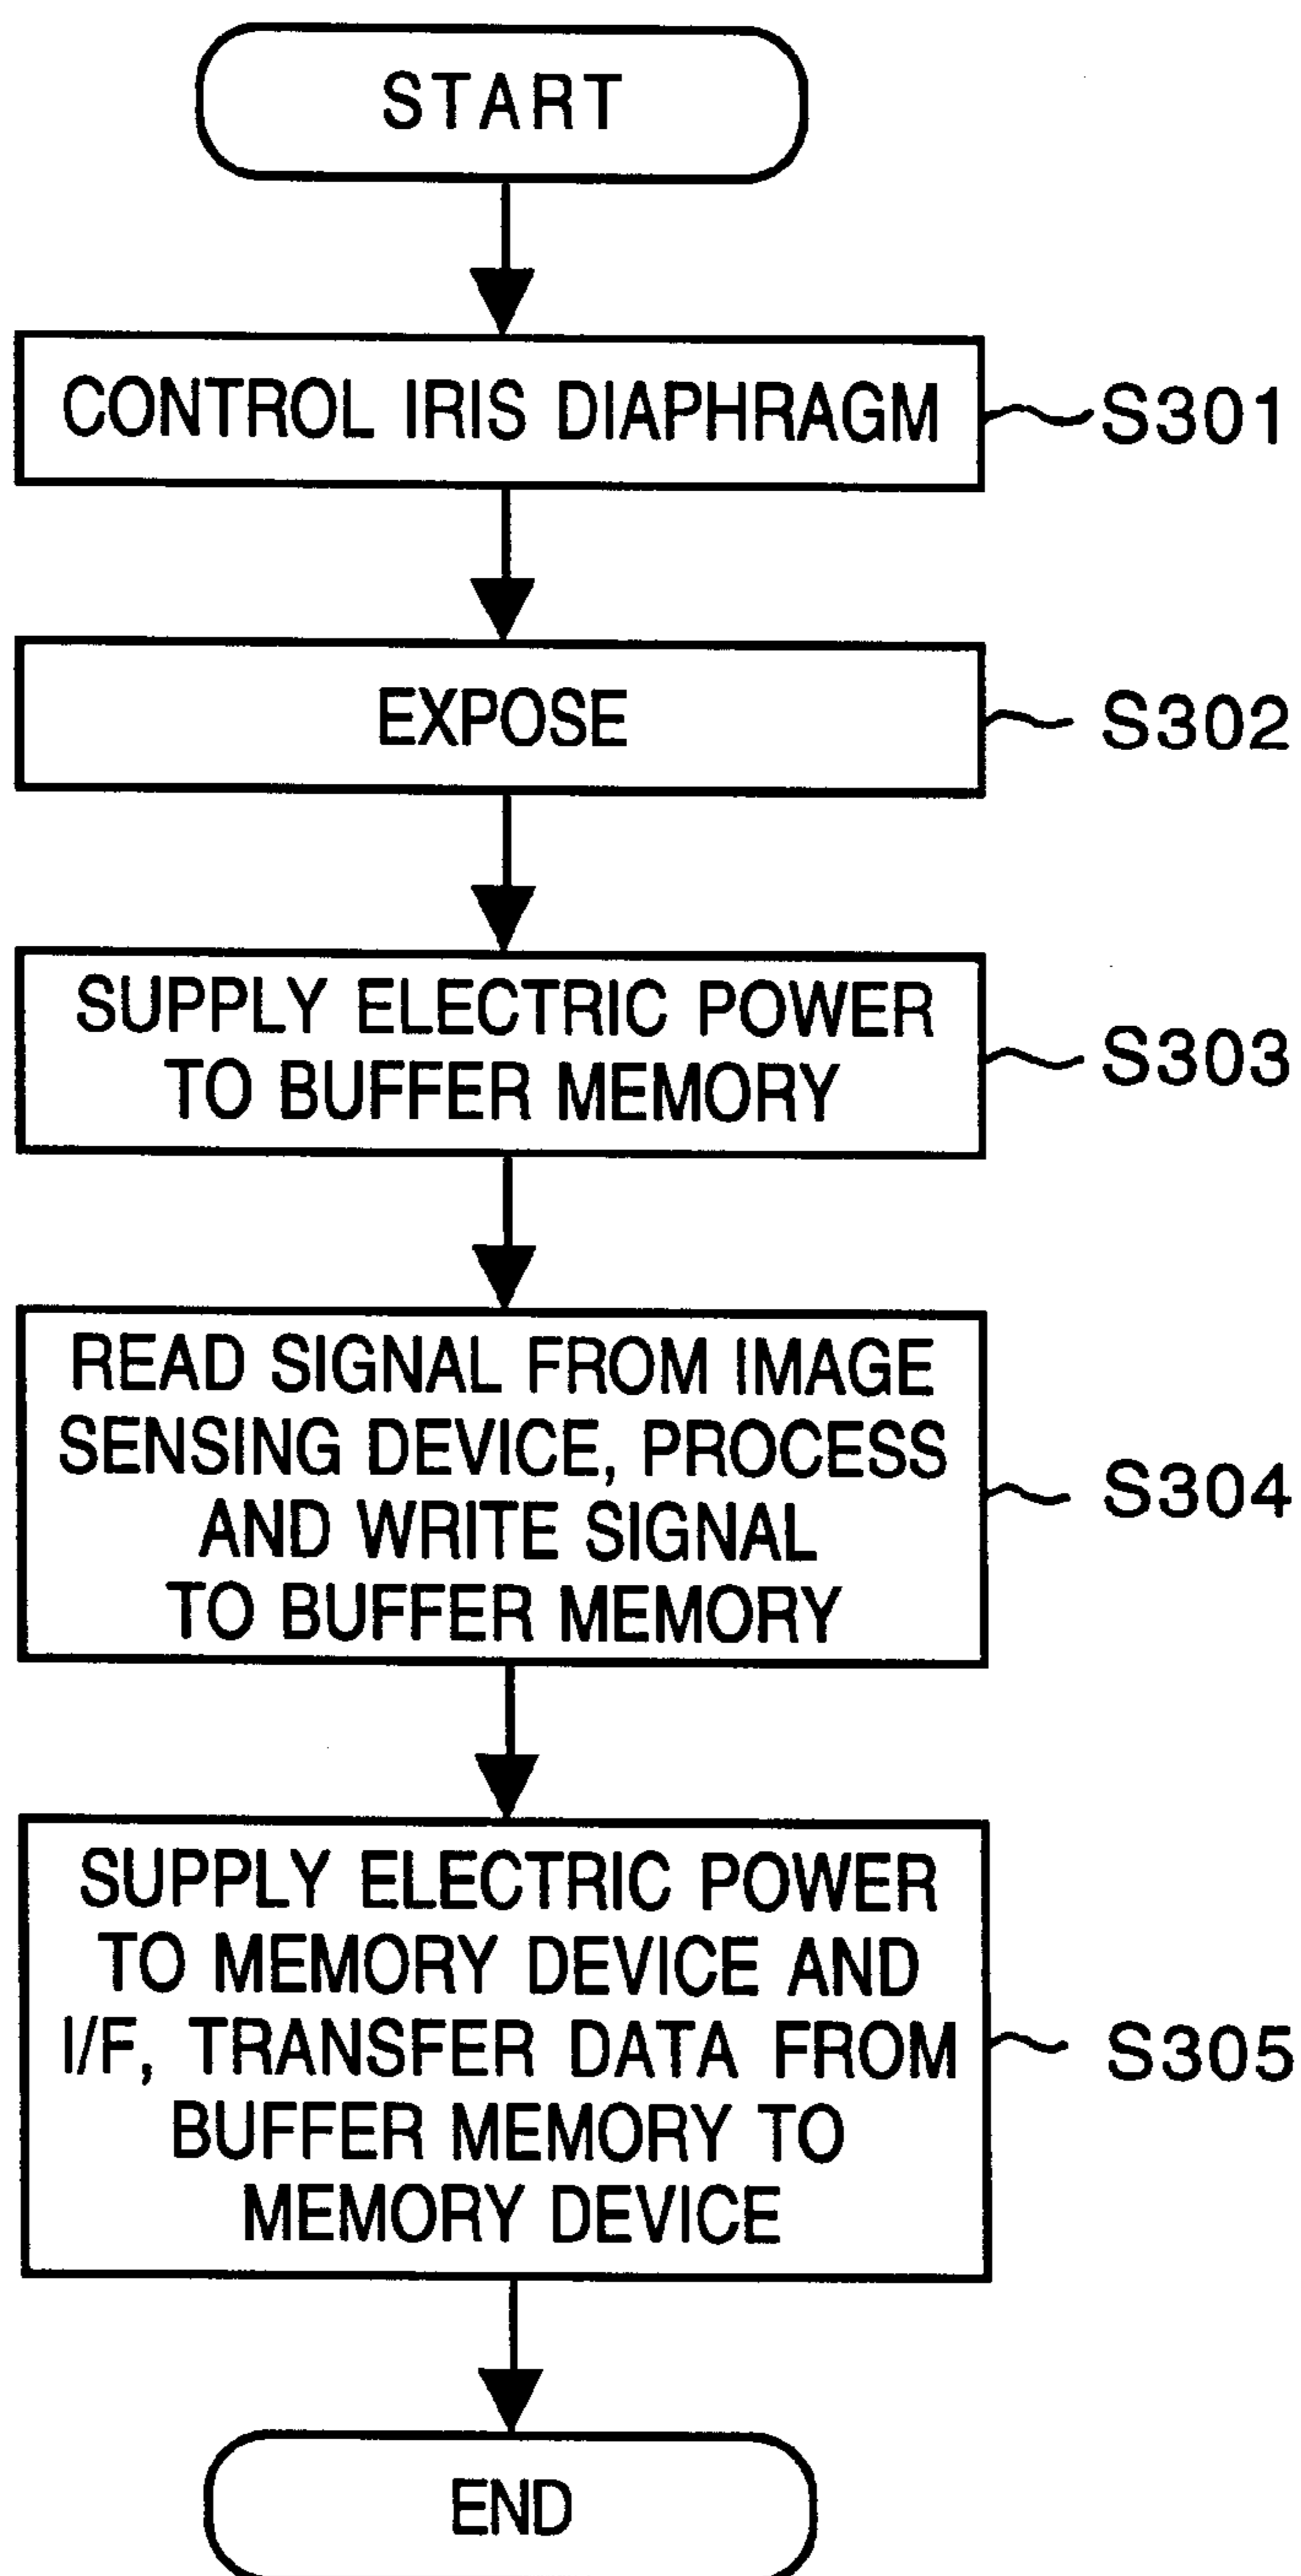 START
CONTROL IRIS DIAPHRAGM
S301
EXPOSE
S302
SUPPLY ELECTRIC POWER
TO BUFFER MEMORY
S303
READ SIGNAL FROM IMAGE
SENSING DEVICE, PROCESS
AND WRITE SIGNAL
TO BUFFER MEMORY
S304
SUPPLY ELECTRIC POWER
TO MEMORY DEVICE AND
I/F, TRANSFER DATA FROM
BUFFER MEMORY TO
MEMORY DEVICE
S305
END